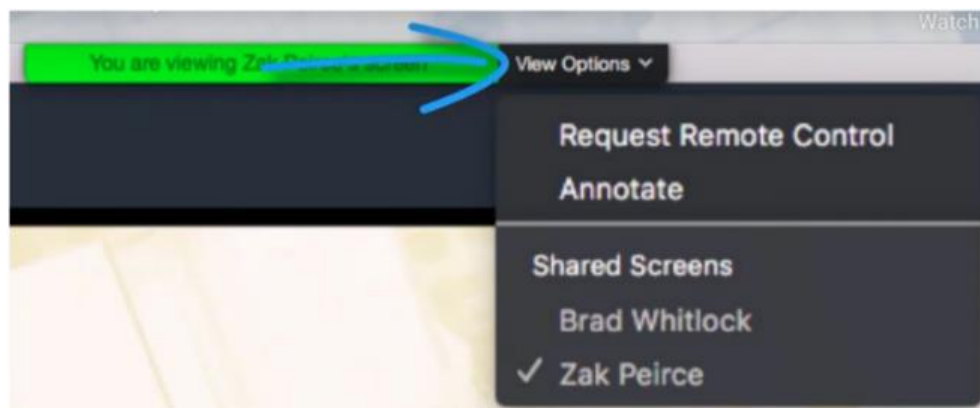 Watch
You are viewing Zak Peirce's screen
View Options
Request Remote Control
Annotate
Shared Screens
Brad Whitlock
✓ Zak Peirce